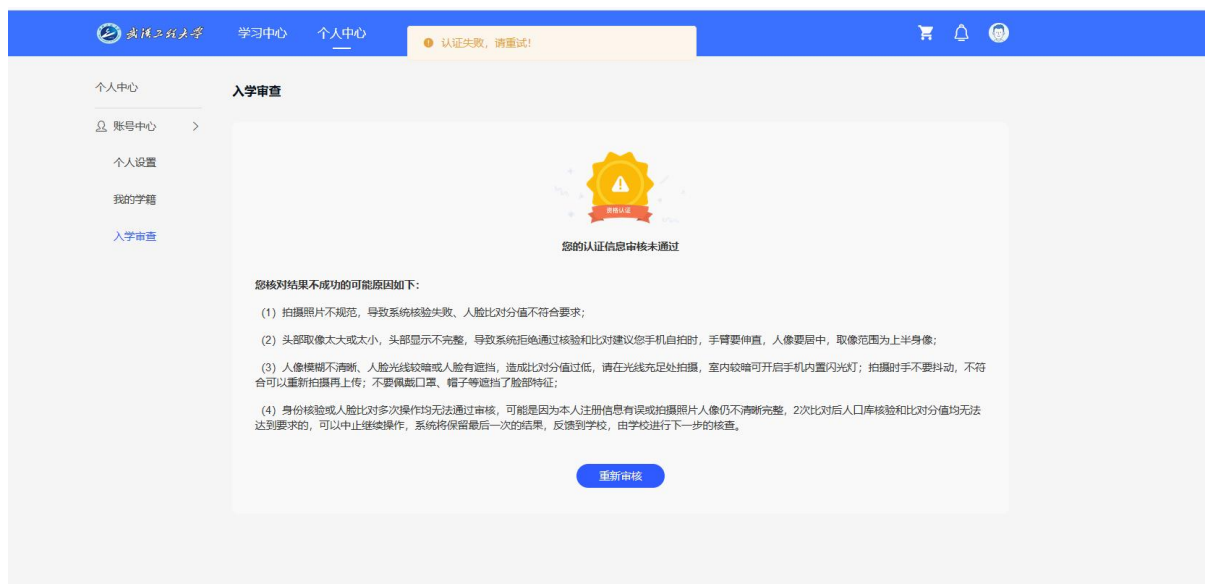 武汉工程大学
学习中心
个人中心
认证失败，请重试！
个人中心
账号中心
个人设置
我的学籍
入学审查
入学审查
资格认证
您的认证信息审核未通过
您核对结果不成功的可能原因如下：
(1) 拍摄照片不规范，导致系统核验失败、人脸比对分值不符合要求；
(2) 头部取像太大或太小，头部显示不完整，导致系统拒绝通过核验和比对建议您手机自拍时，手臂要伸直，人像要居中，取像范围为上半身像；
(3) 人像模糊不清晰、人脸光线较暗或人脸有遮挡，造成比对分值过低，请在光线充足处拍摄，室内较暗可开启手机内置闪光灯；拍摄时手不要抖动，不符
合可以重新拍摄再上传；不要佩戴口罩、帽子等遮挡了脸部特征；
(4) 身份核验或人脸比对多次操作均无法通过审核，可能是因为本人注册信息有误或拍摄照片人像仍不清晰完整，2次比对后人口库核验和比对分值均无法
达到要求的，可以中止继续操作，系统将保留最后一次的结果，反馈到学校，由学校进行下一步的核查。
重新审核